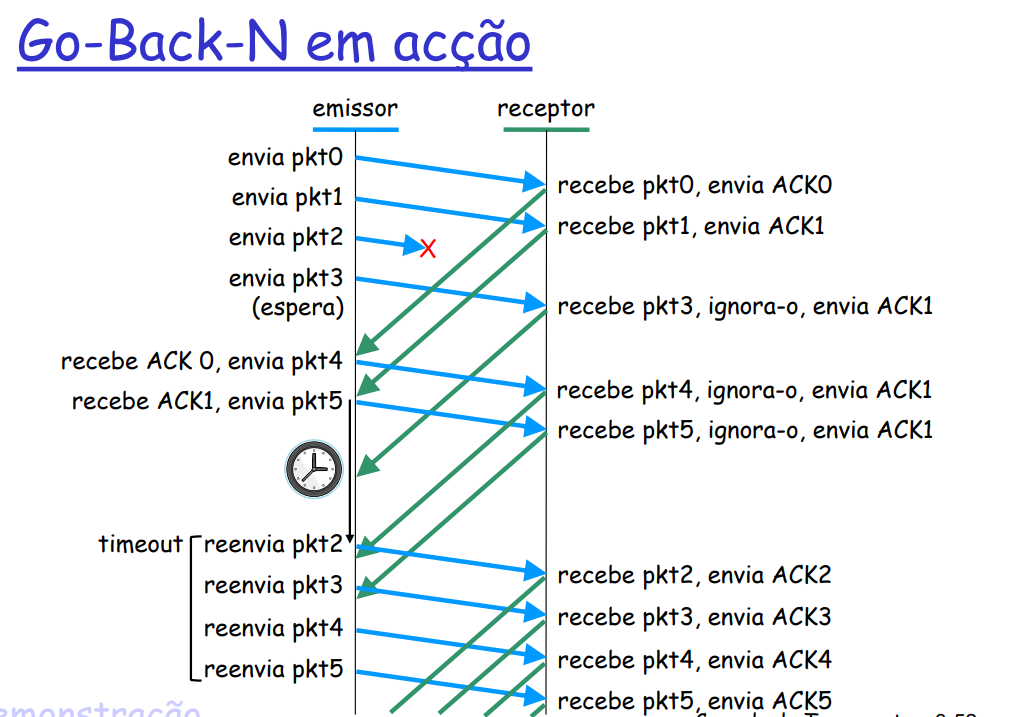 Go-Back-N em acção
emissor
receptor
envia pkt0
recebe pkt0, envia ACK0
envia pkt1
recebe pkt1, envia ACK1
envia pkt2
X
envia pkt3
(espera)
recebe pkt3, ignora-o, envia ACK1
recebe ACK 0, envia pkt4
recebe pkt4, ignora-o, envia ACK1
recebe ACK1, envia pkt5
recebe pkt5, ignora-o, envia ACK1
timeout
reenvia pkt2
recebe pkt2, envia ACK2
reenvia pkt3
recebe pkt3, envia ACK3
reenvia pkt4
recebe pkt4, envia ACK4
reenvia pkt5
recebe pkt5, envia ACK5
emonstração